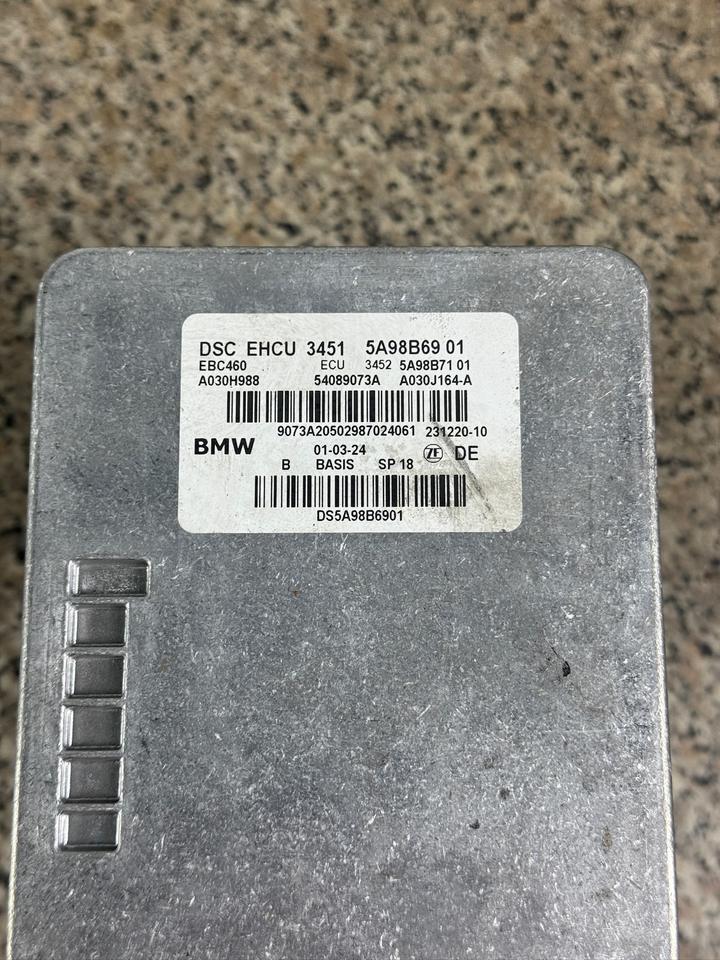 DSC EHCU 3451 5A98B69 01
EBC460 ECU 3452 5A98B71 01
A030H988 54089073A A030J164-A
9073A20502987024061 231220-10
BMW 01-03-24 ZF DE
B BASIS SP 18
DS5A98B6901